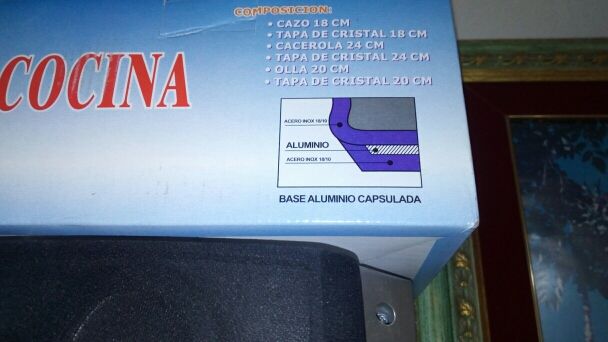 COMPOSICION:
• CAZO 18 CM
• TAPA DE CRISTAL 18 CM
• CACEROLA 24 CM
• TAPA DE CRISTAL 24 CM
• OLLA 20 CM
• TAPA DE CRISTAL 20 CM
COCINA
ACERO INOX 18/10
ALUMINIO
ACERO INOX 18/10
BASE ALUMINIO CAPSULADA